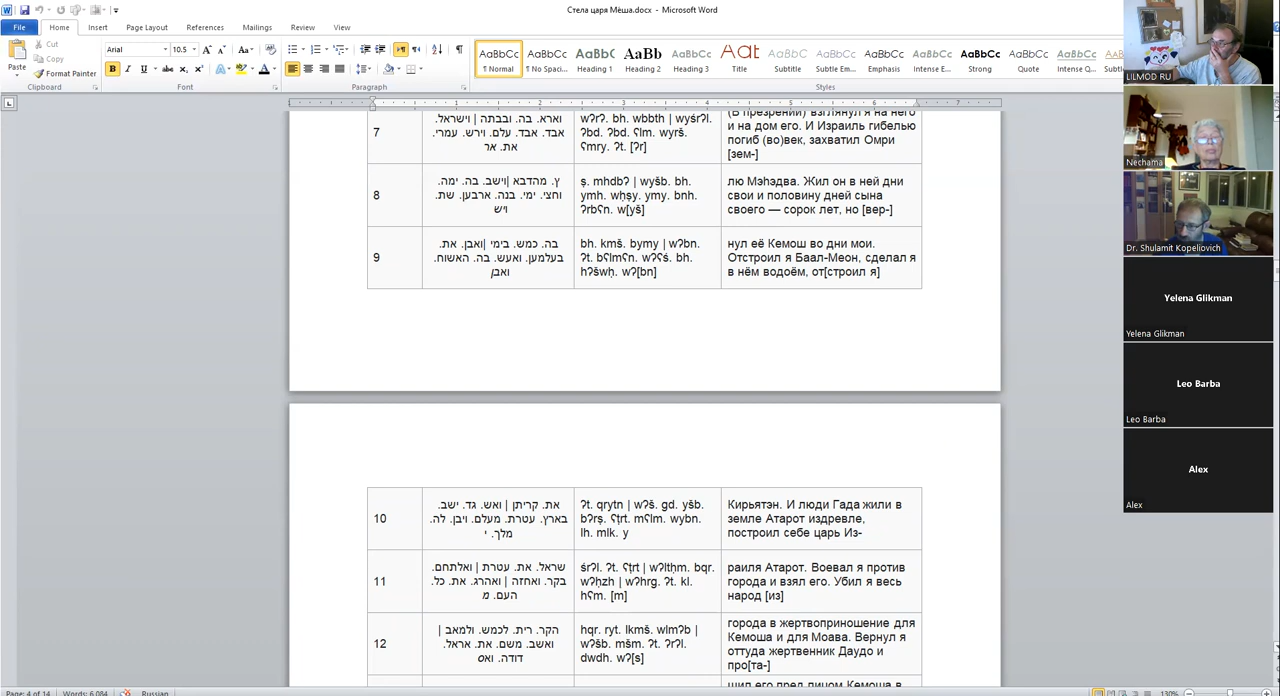 Стела царя Мёша.docx - Microsoft Word
File Home Insert Page Layout References Mailings Review View
Paste
Cut
Copy
Format Painter
Clipboard
Arial 10.5
Font
Paragraph
AaBbCc ¶ Normal
AaBbCc ¶ No Spaci...
AaBbC Heading 1
AaBb Heading 2
AaBbCc Heading 3
Aat Title
AaBbC Subtitle
AaBbCc Subtle Em...
AaBbCc Emphasis
AaBbCc Intense E...
AaBbCc Strong
AaBbCc Quote
AaBbCc Intense Q...
Styles
7
וארא. בה. ובבתה | וישראל.
אבד. אבד. עלם. וירש. עמרי.
את. אר
wʔrʔ. bh. wbbth | wyśrʔl.
ʔbd. ʔbd. ʕlm. wyrš.
ʕmry. ʔt. [ʔr]
(В презрении) взглянул я на него
и на дом его. И Израиль гибелью
погиб (во)век, захватил Омри
[зем-]
8
ץ. מהדבא |וישב. בה. ימה.
וחצי. ימי. בנה. ארבען. שת.
ויש
ṣ. mhdbʔ | wyšb. bh.
ymh. wḥṣy. ymy. bnh.
ʔrbʕn. w[yš]
лю Мэһэдва. Жил он в ней дни
свои и половину дней сына
своего — сорок лет, но [вер-]
9
בה. כמש. בימי |ואבן. את.
בעלמען. ואעש. בה. האשוח.
ואבן
bh. kmš. bymy | wʔbn.
ʔt. bʕlmʕn. wʔʕś. bh.
hʔšwḥ. wʔ[bn]
нул её Кемош во дни мои.
Отстроил я Баал-Меон, сделал я
в нём водоём, от[строил я]
10
את. קריתן | ואש. גד. ישב.
בארץ. עטרת. מעלם. ויבן. לה.
מלך. י
ʔt. qrytn | wʔš. gd. yšb.
bʔrṣ. ʕṭrt. mʕlm. wybn.
lh. mlk. y
Кирьятэн. И люди Гада жили в
земле Атарот издревле,
построил себе царь Из-
11
שראל. את. עטרת | ואלתחם.
בקר. ואחזה | ואהרג. את. כל.
העם. מ
śrʔl. ʔt. ʕṭrt | wʔltḥm. bqr.
wʔḥzh | wʔhrg. ʔt. kl.
hʕm. [m]
раиля Атарот. Воевал я против
города и взял его. Убил я весь
народ [из]
12
הקר. רית. לכמש. ולמאב |
ואשב. משם. את. אראל.
דודה. ואס
hqr. ryt. lkmš. wlmʔb |
wʔšb. mšm. ʔt. ʔrʔl.
dwdh. wʔ[s]
города в жертвоприношение для
Кемоша и для Моава. Вернул я
оттуда жертвенник Даудо и
про[та-]
щил его пред лицом Кемоша в
Page: 4 of 14 Words: 6,084 Russian 130%
LILMOD RU
Nechama
Dr. Shulamit Kopeliovich
Yelena Glikman
Yelena Glikman
Leo Barba
Leo Barba
Alex
Alex